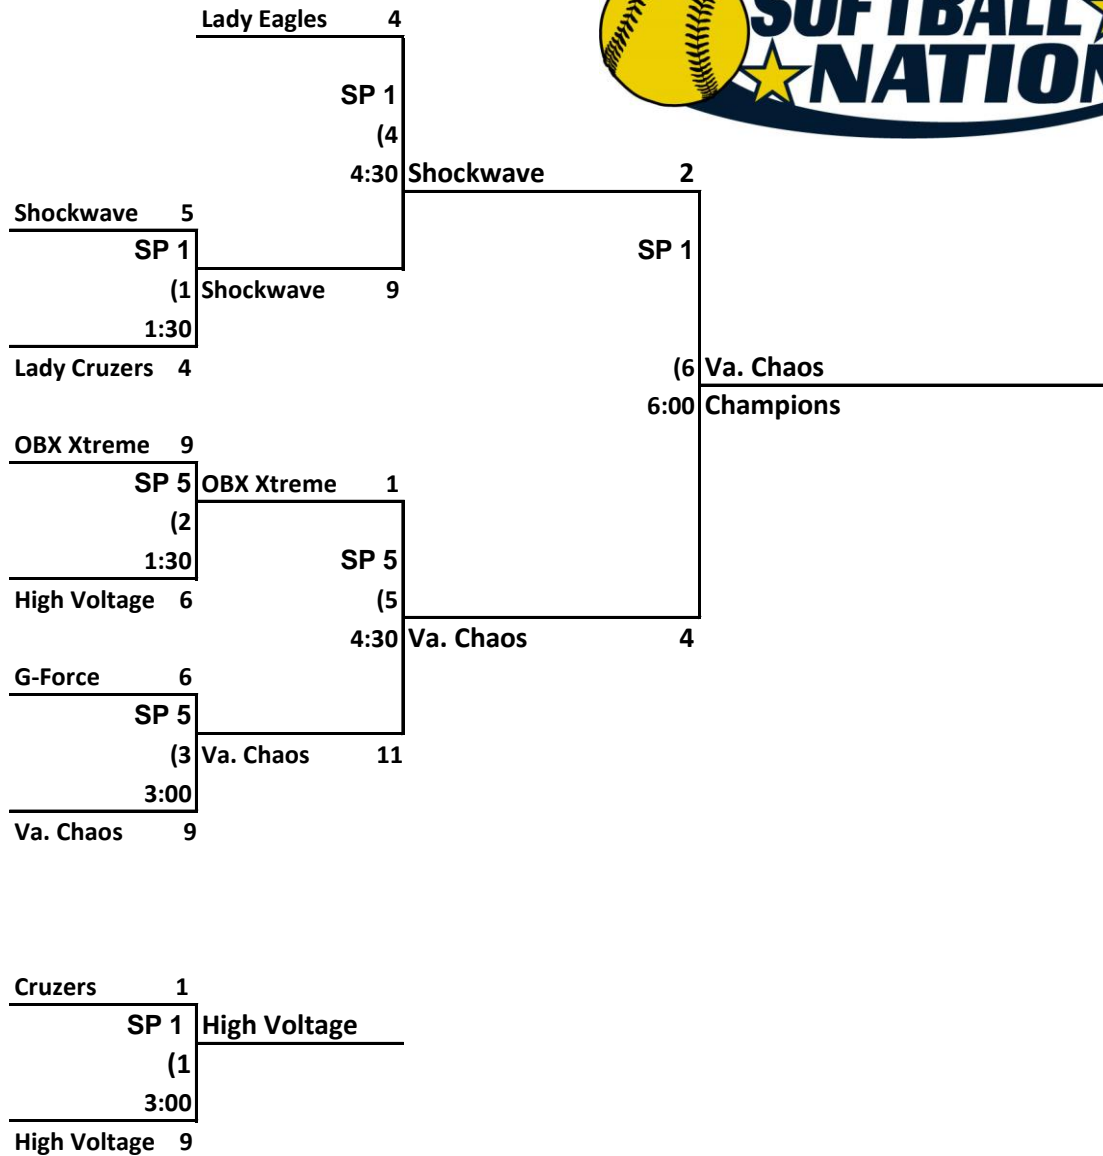 Lady Eagles 4
SOFTBALL
NATION
SP 1
(4
4:30 Shockwave 2
Shockwave 5
SP 1 SP 1
(1 Shockwave 9
1:30
Lady Cruzers 4 (6 Va. Chaos
6:00 Champions
OBX Xtreme 9
SP 5 OBX Xtreme 1
(2
1:30 SP 5
High Voltage 6 (5
4:30 Va. Chaos 4
G-Force 6
SP 5
(3 Va. Chaos 11
3:00
Va. Chaos 9
Cruzers 1
SP 1 High Voltage
(1
3:00
High Voltage 9